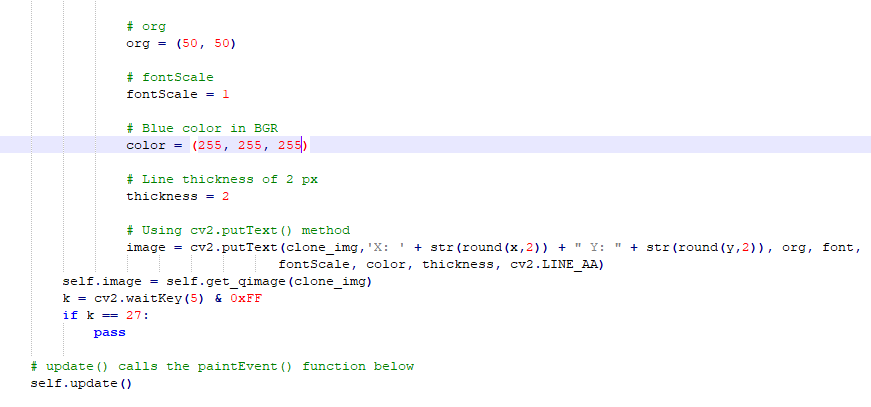 # org
org = (50, 50)
# fontScale
fontScale = 1
# Blue color in BGR
color = (255, 255, 255)
# Line thickness of 2 px
thickness = 2
# Using cv2.putText() method
image = cv2.putText(clone_img,'X: ' + str(round(x,2)) + " Y: " + str(round(y,2)), org, font,
fontScale, color, thickness, cv2.LINE_AA)
self.image = self.get_qimage(clone_img)
k = cv2.waitKey(5) & 0xFF
if k == 27:
pass
# update() calls the paintEvent() function below
self.update()